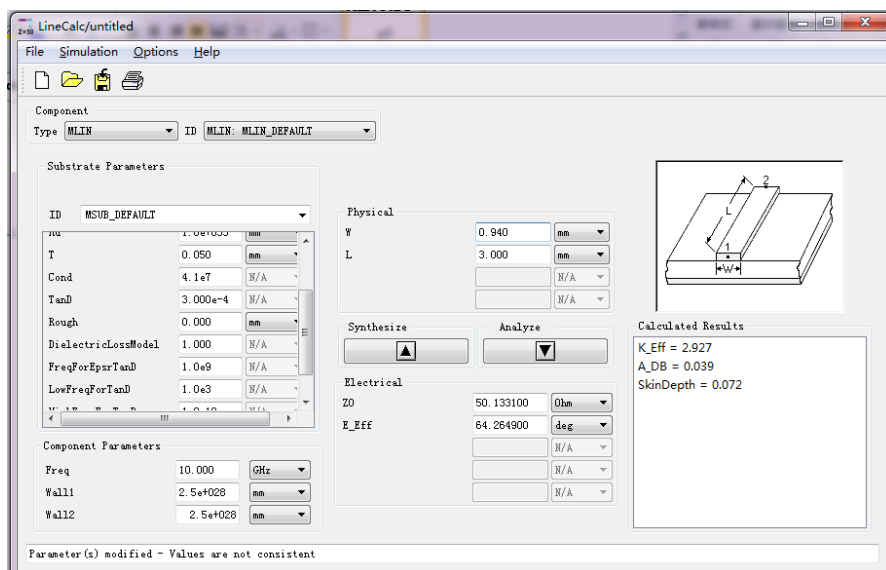 LineCalc/untitled
File Simulation Options Help
Component
Type MLIN ID MLIN: MLIN_DEFAULT
Substrate Parameters
ID MSUB_DEFAULT
mm
T 0.050 mm
Cond 4.1e7 N/A
TanD 3.000e-4 N/A
Rough 0.000 mm
DielectricLossModel 1.000 N/A
FreqForEpsrTanD 1.0e9 N/A
LowFreqForTanD 1.0e3 N/A
Component Parameters
Freq 10.000 GHz
Wall1 2.5e+028 mm
Wall2 2.5e+028 mm
Physical
W 0.940 mm
L 3.000 mm
N/A
N/A
Synthesize Analyze
Electrical
Z0 50.133100 Ohm
E_Eff 64.264900 deg
N/A
N/A
N/A
2
L
1
W
Calculated Results
K_Eff = 2.927
A_DB = 0.039
SkinDepth = 0.072
Parameter(s) modified - Values are not consistent